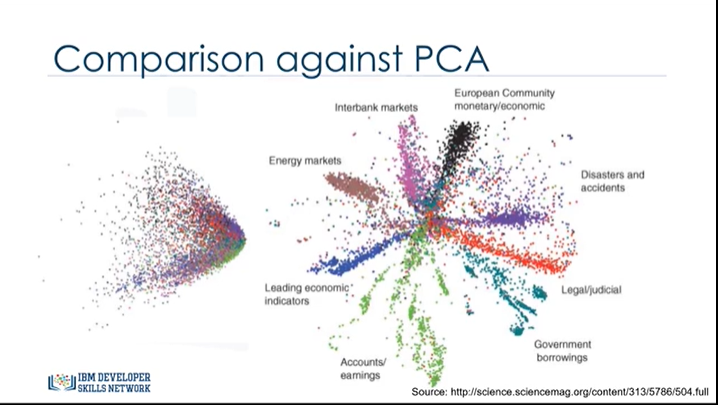 Comparison against PCA
European Community
monetary/economic
Interbank markets
Energy markets
Disasters and
accidents
Leading economic
indicators
Legal/judicial
Government
borrowings
Accounts/
earnings
IBM DEVELOPER
SKILLS NETWORK
Source: http://science.sciencemag.org/content/313/5786/504.full